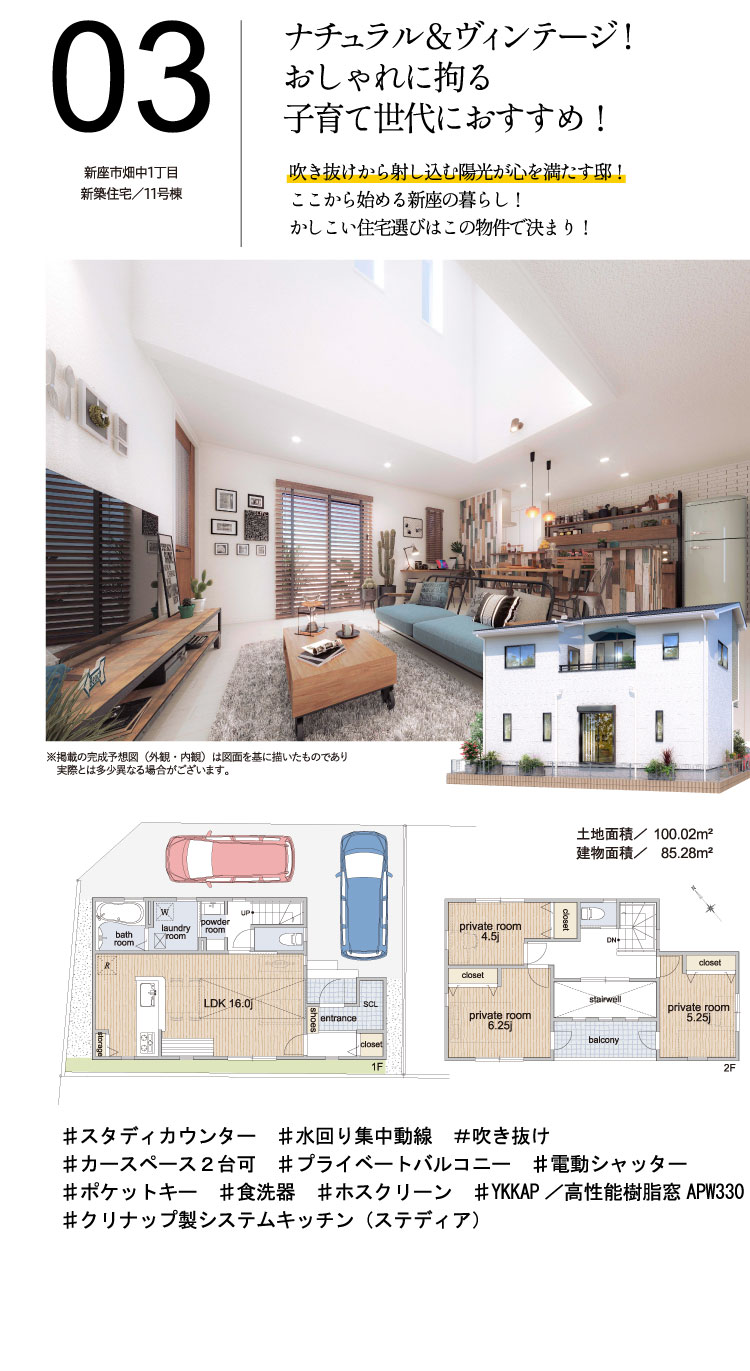 03
新座市畑中1丁目
新築住宅／11号棟
ナチュラル＆ヴィンテージ！
おしゃれに拘る
子育て世代におすすめ！
吹き抜けから射し込む陽光が心を満たす邸！
ここから始める新座の暮らし！
かしこい住宅選びはこの物件で決まり！
※掲載の完成予想図（外観・内観）は図面を基に描いたものであり
実際とは多少異なる場合がございます。
土地面積／ 100.02m²
建物面積／ 85.28m²
bath room
W
laundry room
powder room
UP
R
LDK 16.0j
storage
shoes
SCL
entrance
closet
1F
private room 4.5j
closet
DN
closet
private room 6.25j
stairwell
balcony
closet
private room 5.25j
2F
♯スタディカウンター　♯水回り集中動線　＃吹き抜け
♯カースペース２台可　♯プライベートバルコニー　♯電動シャッター
♯ポケットキー　♯食洗器　♯ホスクリーン　♯YKKAP ／高性能樹脂窓 APW330
♯クリナップ製システムキッチン（ステディア）